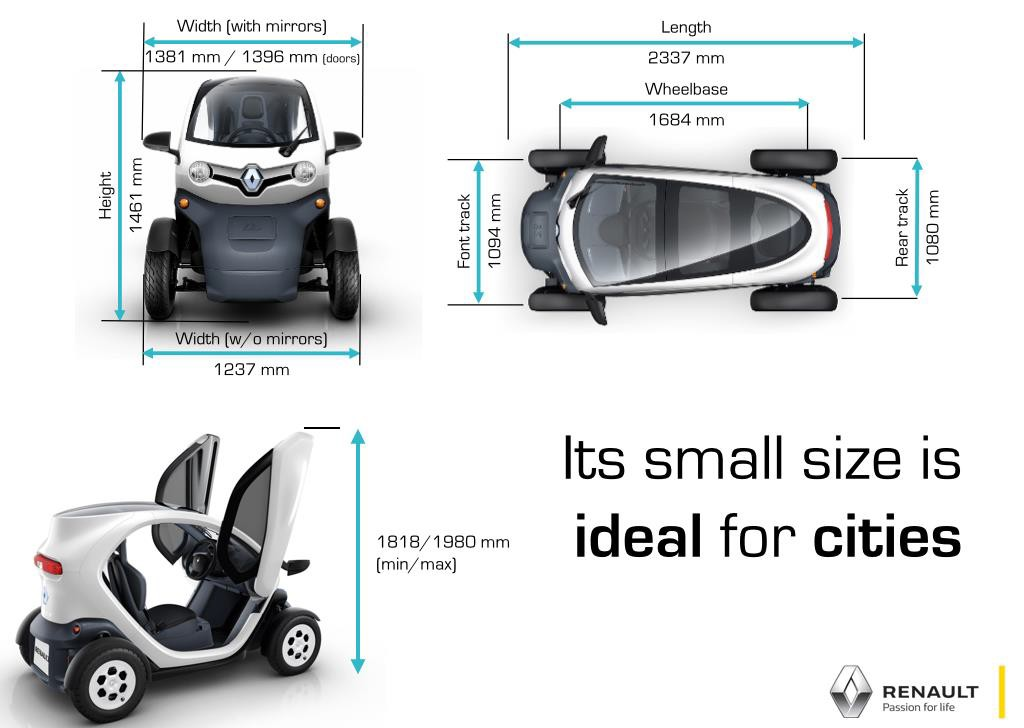 Width (with mirrors)
1381 mm / 1396 mm (doors)
Height
1461 mm
Width (w/o mirrors)
1237 mm
Length
2337 mm
Wheelbase
1684 mm
Font track
1094 mm
Rear track
1080 mm
1818/1980 mm
(min/max)
Its small size is
ideal for cities
RENAULT
Passion for life